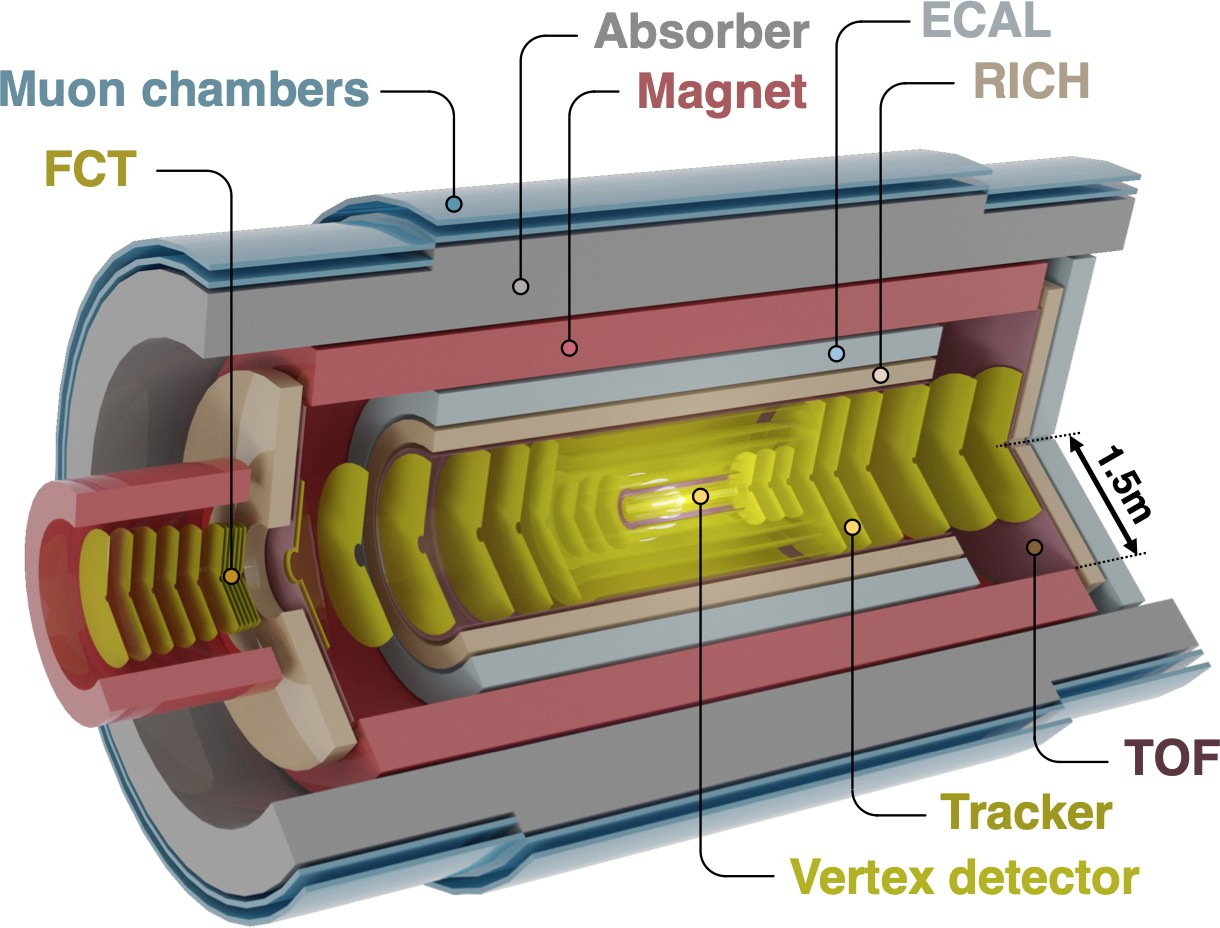 Absorber
ECAL
Muon chambers
Magnet
RICH
FCT
1.5m
TOF
Tracker
Vertex detector